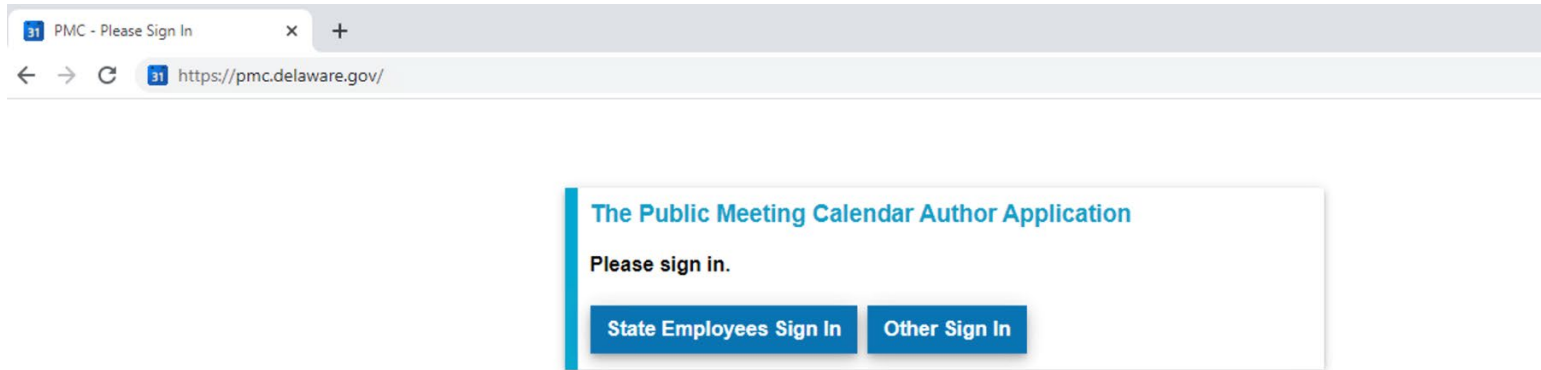 31 PMC - Please Sign In
31 https://pmc.delaware.gov/
The Public Meeting Calendar Author Application
Please sign in.
State Employees Sign In Other Sign In